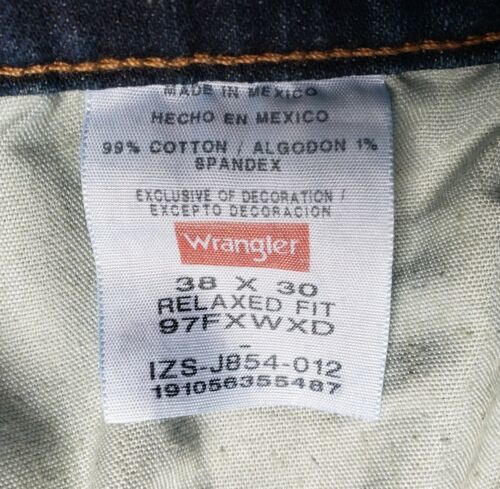 MADE IN MEXICO
HECHO EN MEXICO
99% COTTON / ALGODON 1%
SPANDEX
EXCLUSIVE OF DECORATION /
EXCEPTO DECORACION
Wrangler
38 X 30
RELAXED FIT
97FXWXD
-
IZS-J854-012
191056355487